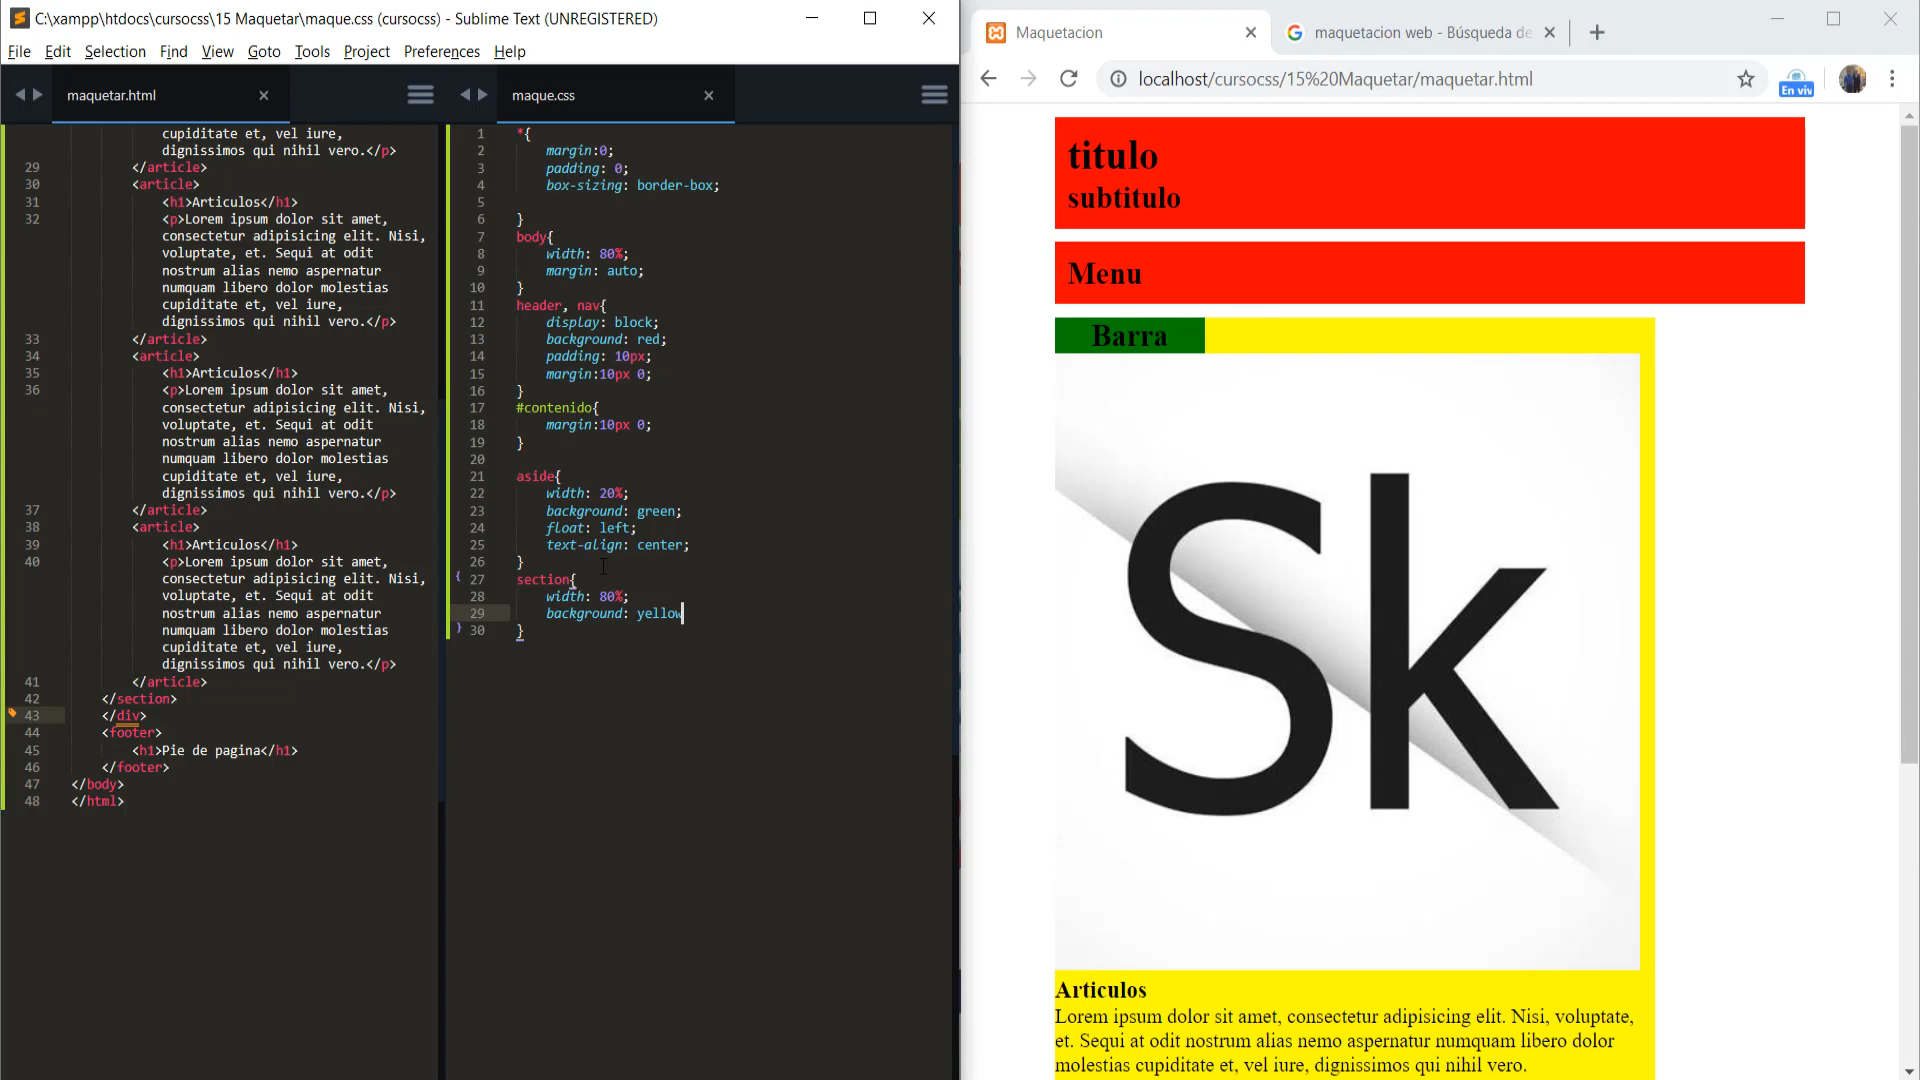 C:\xampp\htdocs\cursocss\15 Maquetar\maque.css (cursocss) - Sublime Text (UNREGISTERED)
File Edit Selection Find View Goto Tools Project Preferences Help
maquetar.html
cupiditate et, vel iure,
dignissimos qui nihil vero.</p>
29 </article>
30 <article>
31 <h1>Articulos</h1>
32 <p>Lorem ipsum dolor sit amet,
consectetur adipisicing elit. Nisi,
voluptate, et. Sequi at odit
nostrum alias nemo aspernatur
numquam libero dolor molestias
cupiditate et, vel iure,
dignissimos qui nihil vero.</p>
33 </article>
34 <article>
35 <h1>Articulos</h1>
36 <p>Lorem ipsum dolor sit amet,
consectetur adipisicing elit. Nisi,
voluptate, et. Sequi at odit
nostrum alias nemo aspernatur
numquam libero dolor molestias
cupiditate et, vel iure,
dignissimos qui nihil vero.</p>
37 </article>
38 <article>
39 <h1>Articulos</h1>
40 <p>Lorem ipsum dolor sit amet,
consectetur adipisicing elit. Nisi,
voluptate, et. Sequi at odit
nostrum alias nemo aspernatur
numquam libero dolor molestias
cupiditate et, vel iure,
dignissimos qui nihil vero.</p>
41 </article>
42 </section>
43 </div>
44 <footer>
45 <h1>Pie de pagina</h1>
46 </footer>
47 </body>
48 </html>
maque.css
1 *{
2 margin:0;
3 padding: 0;
4 box-sizing: border-box;
5
6 }
7 body{
8 width: 80%;
9 margin: auto;
10 }
11 header, nav{
12 display: block;
13 background: red;
14 padding: 10px;
15 margin:10px 0;
16 }
17 #contenido{
18 margin:10px 0;
19 }
20
21 aside{
22 width: 20%;
23 background: green;
24 float: left;
25 text-align: center;
26 }
27 section{
28 width: 80%;
29 background: yellow
30 }
Maquetacion
maquetacion web - Búsqueda de
localhost/cursocss/15%20Maquetar/maquetar.html
En viv
titulo
subtitulo
Menu
Barra
Sk
Articulos
Lorem ipsum dolor sit amet, consectetur adipisicing elit. Nisi, voluptate,
et. Sequi at odit nostrum alias nemo aspernatur numquam libero dolor
molestias cupiditate et, vel iure, dignissimos qui nihil vero.